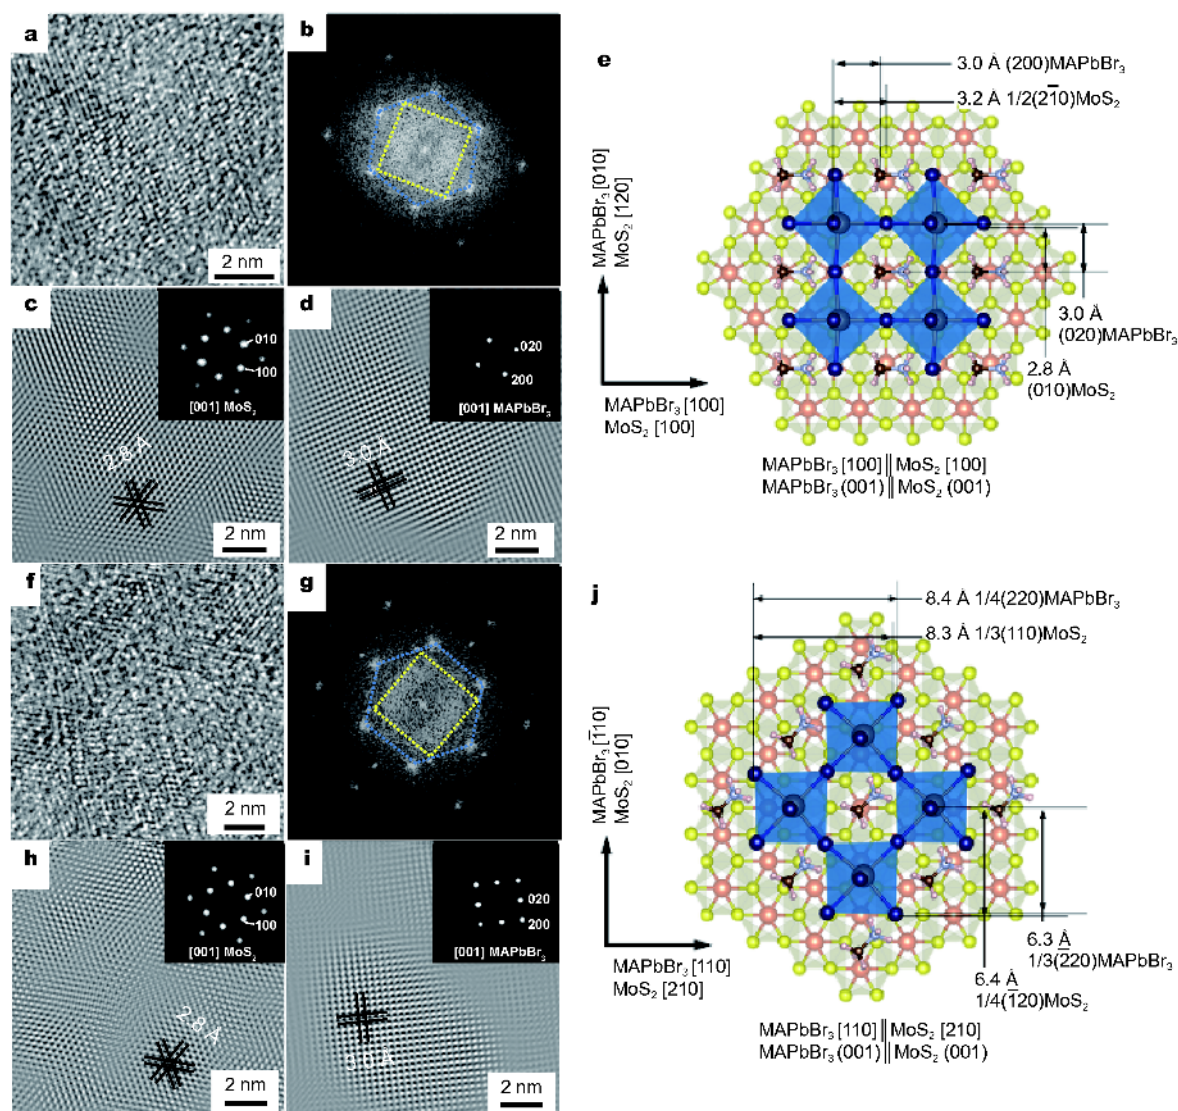 a
2 nm
b
c
010
100
[001] MoS₂
2.8 Å
2 nm
d
020
200
[001] MAPbBr₃
3.0 Å
2 nm
e
3.0 Å (200)MAPbBr₃
3.2 Å 1/2(2̅10)MoS₂
MAPbBr₃ [010]
MoS₂ [120]
3.0 Å
(020)MAPbBr₃
2.8 Å
(010)MoS₂
MAPbBr₃ [100]
MoS₂ [100]
MAPbBr₃ [100] ‖ MoS₂ [100]
MAPbBr₃ (001) ‖ MoS₂ (001)
f
2 nm
g
h
010
100
[001] MoS₂
2.8 Å
2 nm
i
020
200
[001] MAPbBr₃
3.0 Å
2 nm
j
8.4 Å 1/4(220)MAPbBr₃
8.3 Å 1/3(110)MoS₂
MAPbBr₃ [1̅10]
MoS₂ [010]
6.3 Å
1/3(2̅20)MAPbBr₃
6.4 Å
1/4(1̅20)MoS₂
MAPbBr₃ [110]
MoS₂ [210]
MAPbBr₃ [110] ‖ MoS₂ [210]
MAPbBr₃ (001) ‖ MoS₂ (001)